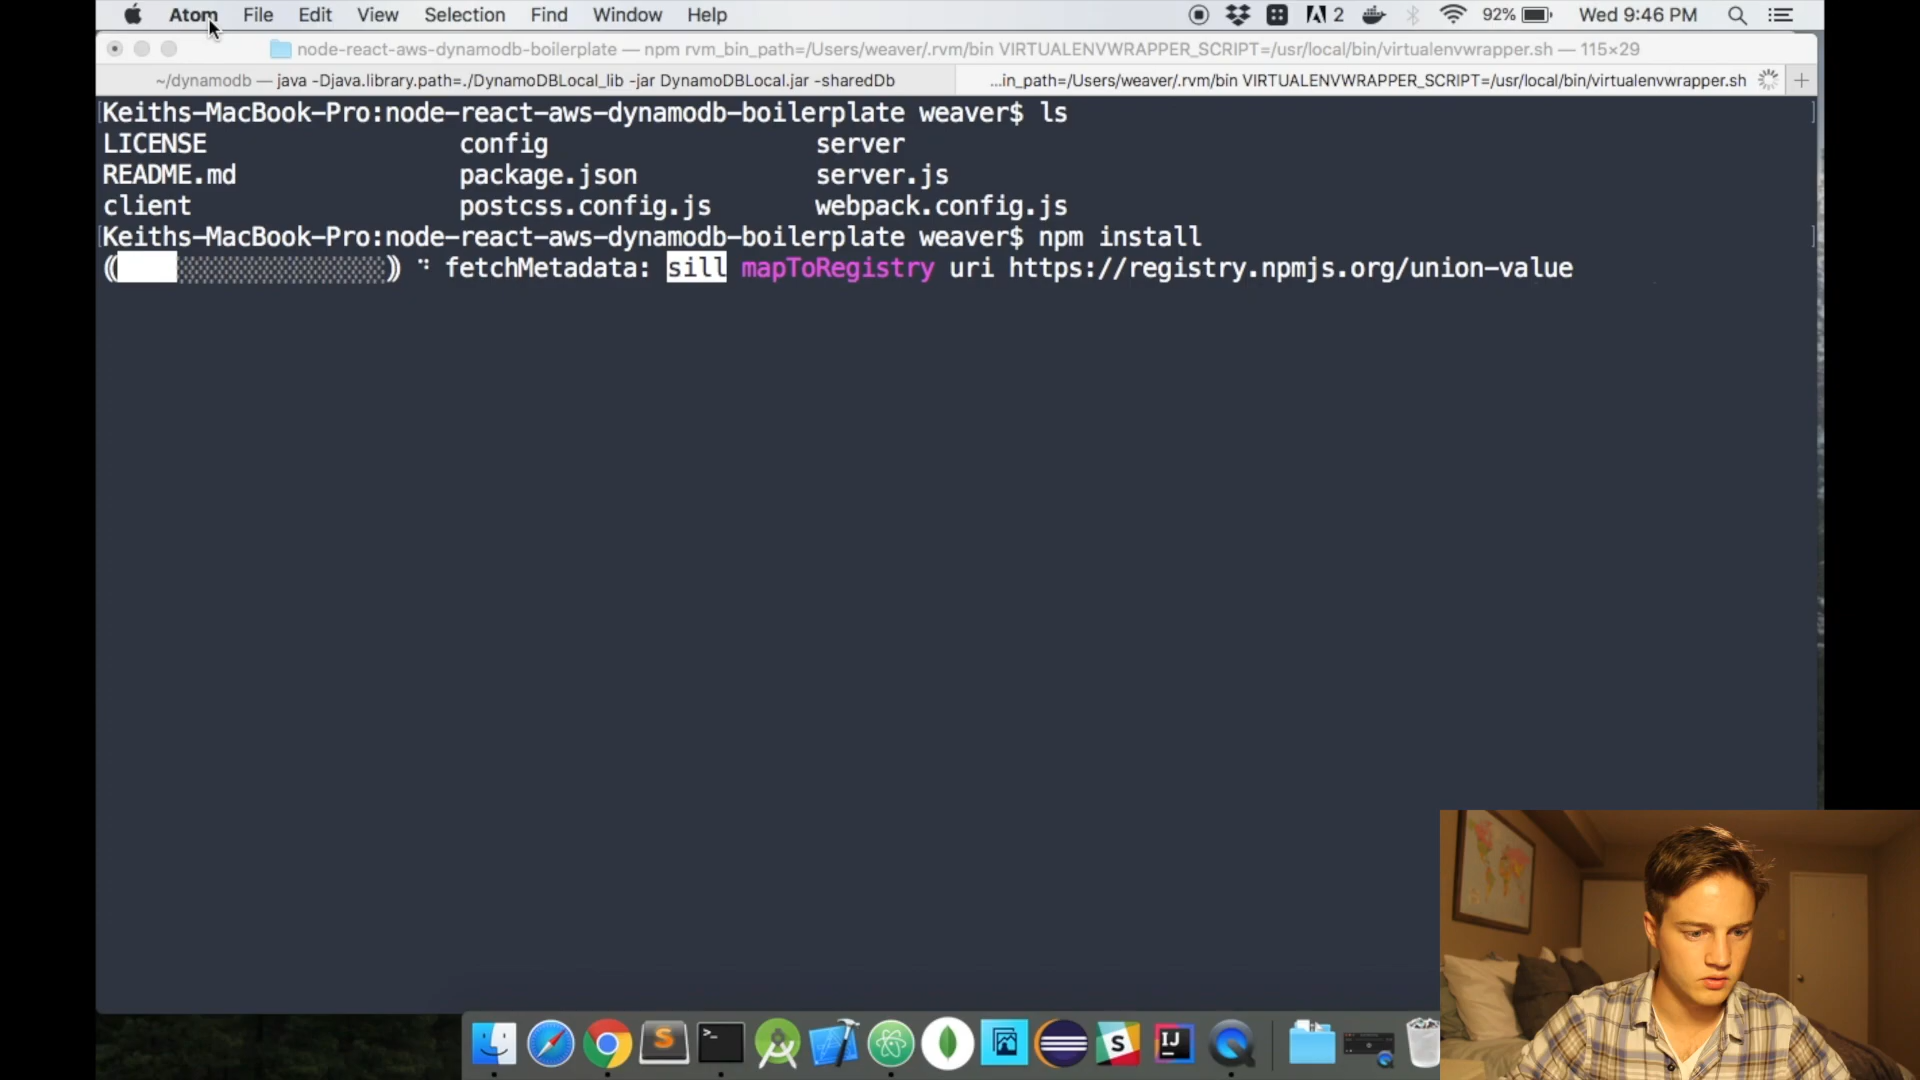 Atom File Edit View Selection Find Window Help 2 92% Wed 9:46 PM
node-react-aws-dynamodb-boilerplate — npm rvm_bin_path=/Users/weaver/.rvm/bin VIRTUALENVWRAPPER_SCRIPT=/usr/local/bin/virtualenvwrapper.sh — 115×29
~/dynamodb — java -Djava.library.path=./DynamoDBLocal_lib -jar DynamoDBLocal.jar -sharedDb ...in_path=/Users/weaver/.rvm/bin VIRTUALENVWRAPPER_SCRIPT=/usr/local/bin/virtualenvwrapper.sh +
[Keiths-MacBook-Pro:node-react-aws-dynamodb-boilerplate weaver$ ls ]
LICENSE config server
README.md package.json server.js
client postcss.config.js webpack.config.js
[Keiths-MacBook-Pro:node-react-aws-dynamodb-boilerplate weaver$ npm install ]
fetchMetadata: sill mapToRegistry uri https://registry.npmjs.org/union-value
S >_ S IJ